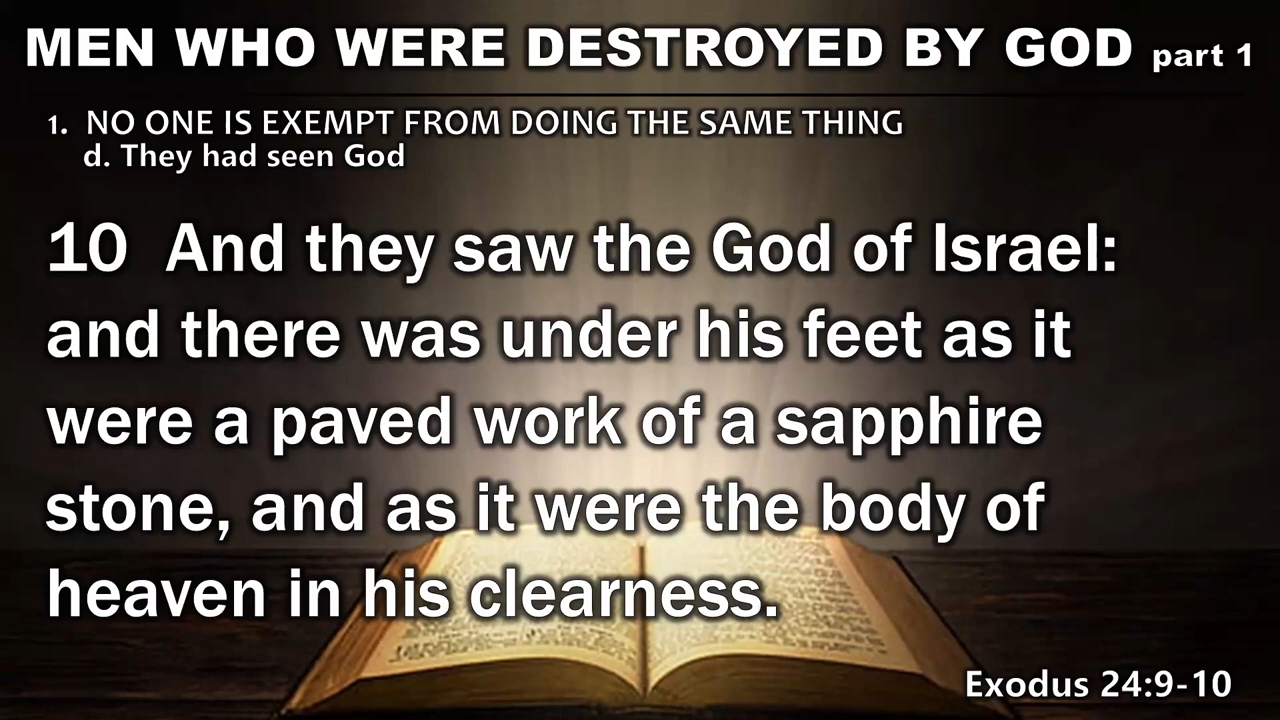 MEN WHO WERE DESTROYED BY GOD part 1
1. NO ONE IS EXEMPT FROM DOING THE SAME THING
d. They had seen God
10 And they saw the God of Israel:
and there was under his feet as it
were a paved work of a sapphire
stone, and as it were the body of
heaven in his clearness.
Exodus 24:9-10